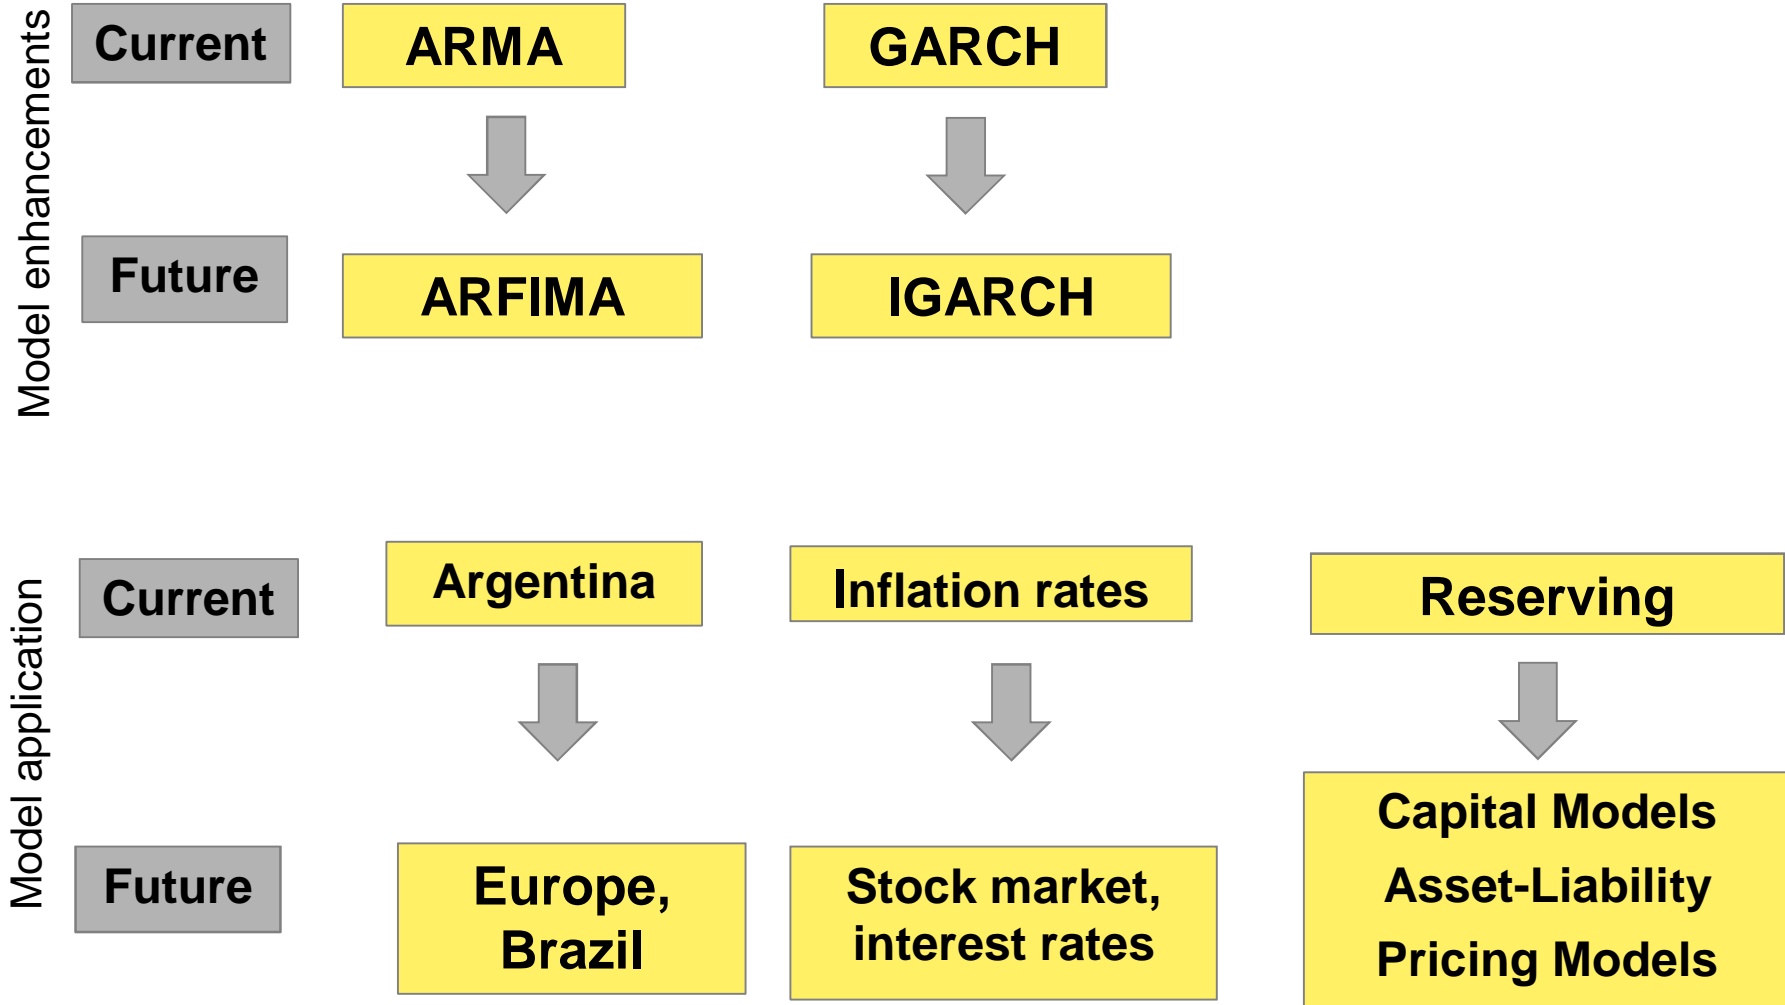 Model enhancements
Current
ARMA
GARCH
Future
ARFIMA
IGARCH
Model application
Current
Argentina
Inflation rates
Reserving
Future
Europe,
Brazil
Stock market,
interest rates
Capital Models
Asset-Liability
Pricing Models